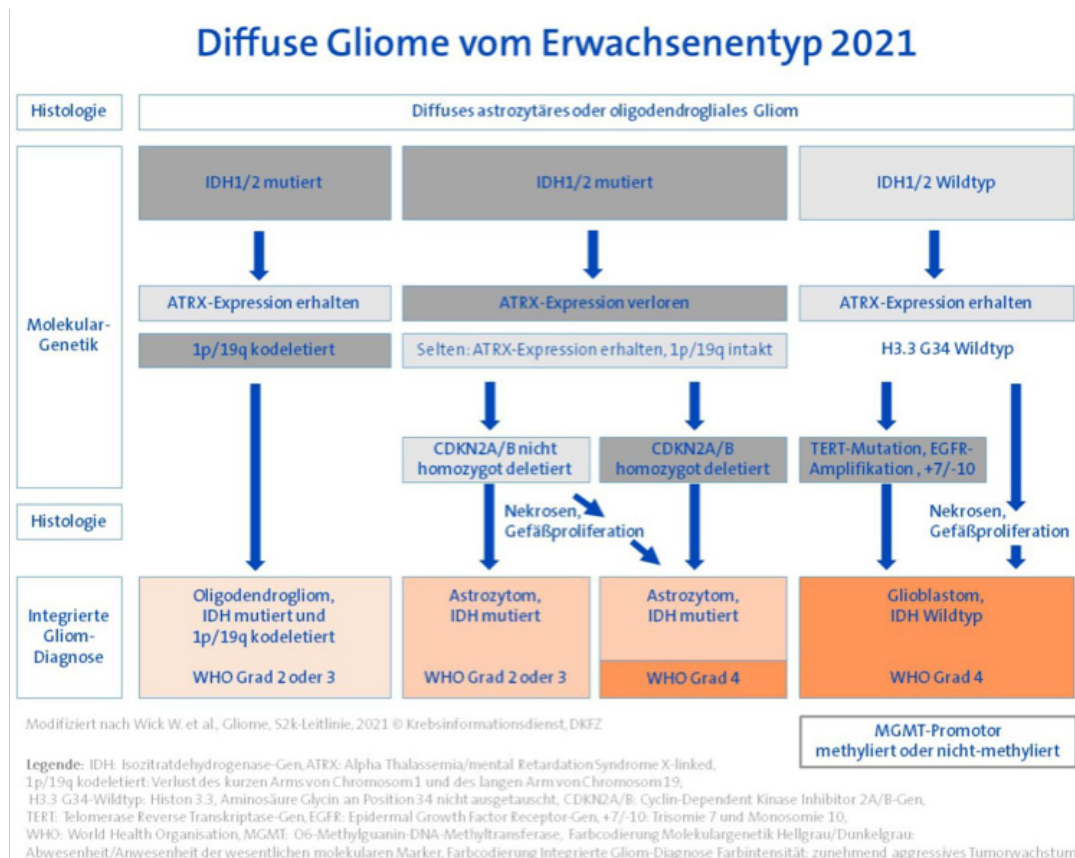 Diffuse Gliome vom Erwachsenentyp 2021
Histologie
Diffuses astrozytäres oder oligodendrogliales Gliom
Molekular-
Genetik
IDH1/2 mutiert
IDH1/2 mutiert
IDH1/2 Wildtyp
ATRX-Expression erhalten
ATRX-Expression verloren
ATRX-Expression erhalten
1p/19q kodeletiert
Selten: ATRX-Expression erhalten, 1p/19q intakt
H3.3 G34 Wildtyp
CDKN2A/B nicht
homozygot deletiert
CDKN2A/B
homozygot deletiert
TERT-Mutation, EGFR-
Amplifikation , +7/-10
Histologie
Nekrosen,
Gefäßproliferation
Nekrosen,
Gefäßproliferation
Integrierte
Gliom-
Diagnose
Oligodendrogliom,
IDH mutiert und
1p/19q kodeletiert
WHO Grad 2 oder 3
Astrozytom,
IDH mutiert
WHO Grad 2 oder 3
Astrozytom,
IDH mutiert
WHO Grad 4
Glioblastom,
IDH Wildtyp
WHO Grad 4
Modifiziert nach Wick W. et al., Gliome, S2k-Leitlinie, 2021 © Krebsinformationsdienst, DKFZ
MGMT-Promotor
methyliert oder nicht-methyliert
Legende: IDH: Isozitratdehydrogenase-Gen, ATRX: Alpha Thalassemia/mental Retardation Syndrome X-linked,
1p/19q kodeletiert: Verlust des kurzen Arms von Chromosom 1 und des langen Arm von Chromosom 19,
H3.3 G34-Wildtyp: Histon 3.3, Aminosäure Glycin an Position 34 nicht ausgetauscht, CDKN2A/B: Cyclin-Dependent Kinase Inhibitor 2A/B-Gen,
TERT: Telomerase Reverse Transkriptase-Gen, EGFR: Epidermal Growth Factor Receptor-Gen, +7/-10: Trisomie 7 und Monosomie 10,
WHO: World Health Organisation, MGMT: O6-Methylguanin-DNA-Methyltransferase, Farbcodierung Molekulargenetik Hellgrau/Dunkelgrau:
Abwesenheit/Anwesenheit der wesentlichen molekularen Marker, Farbcodierung Integrierte Gliom-Diagnose Farbintensität: zunehmend aggressives Tumorwachstum